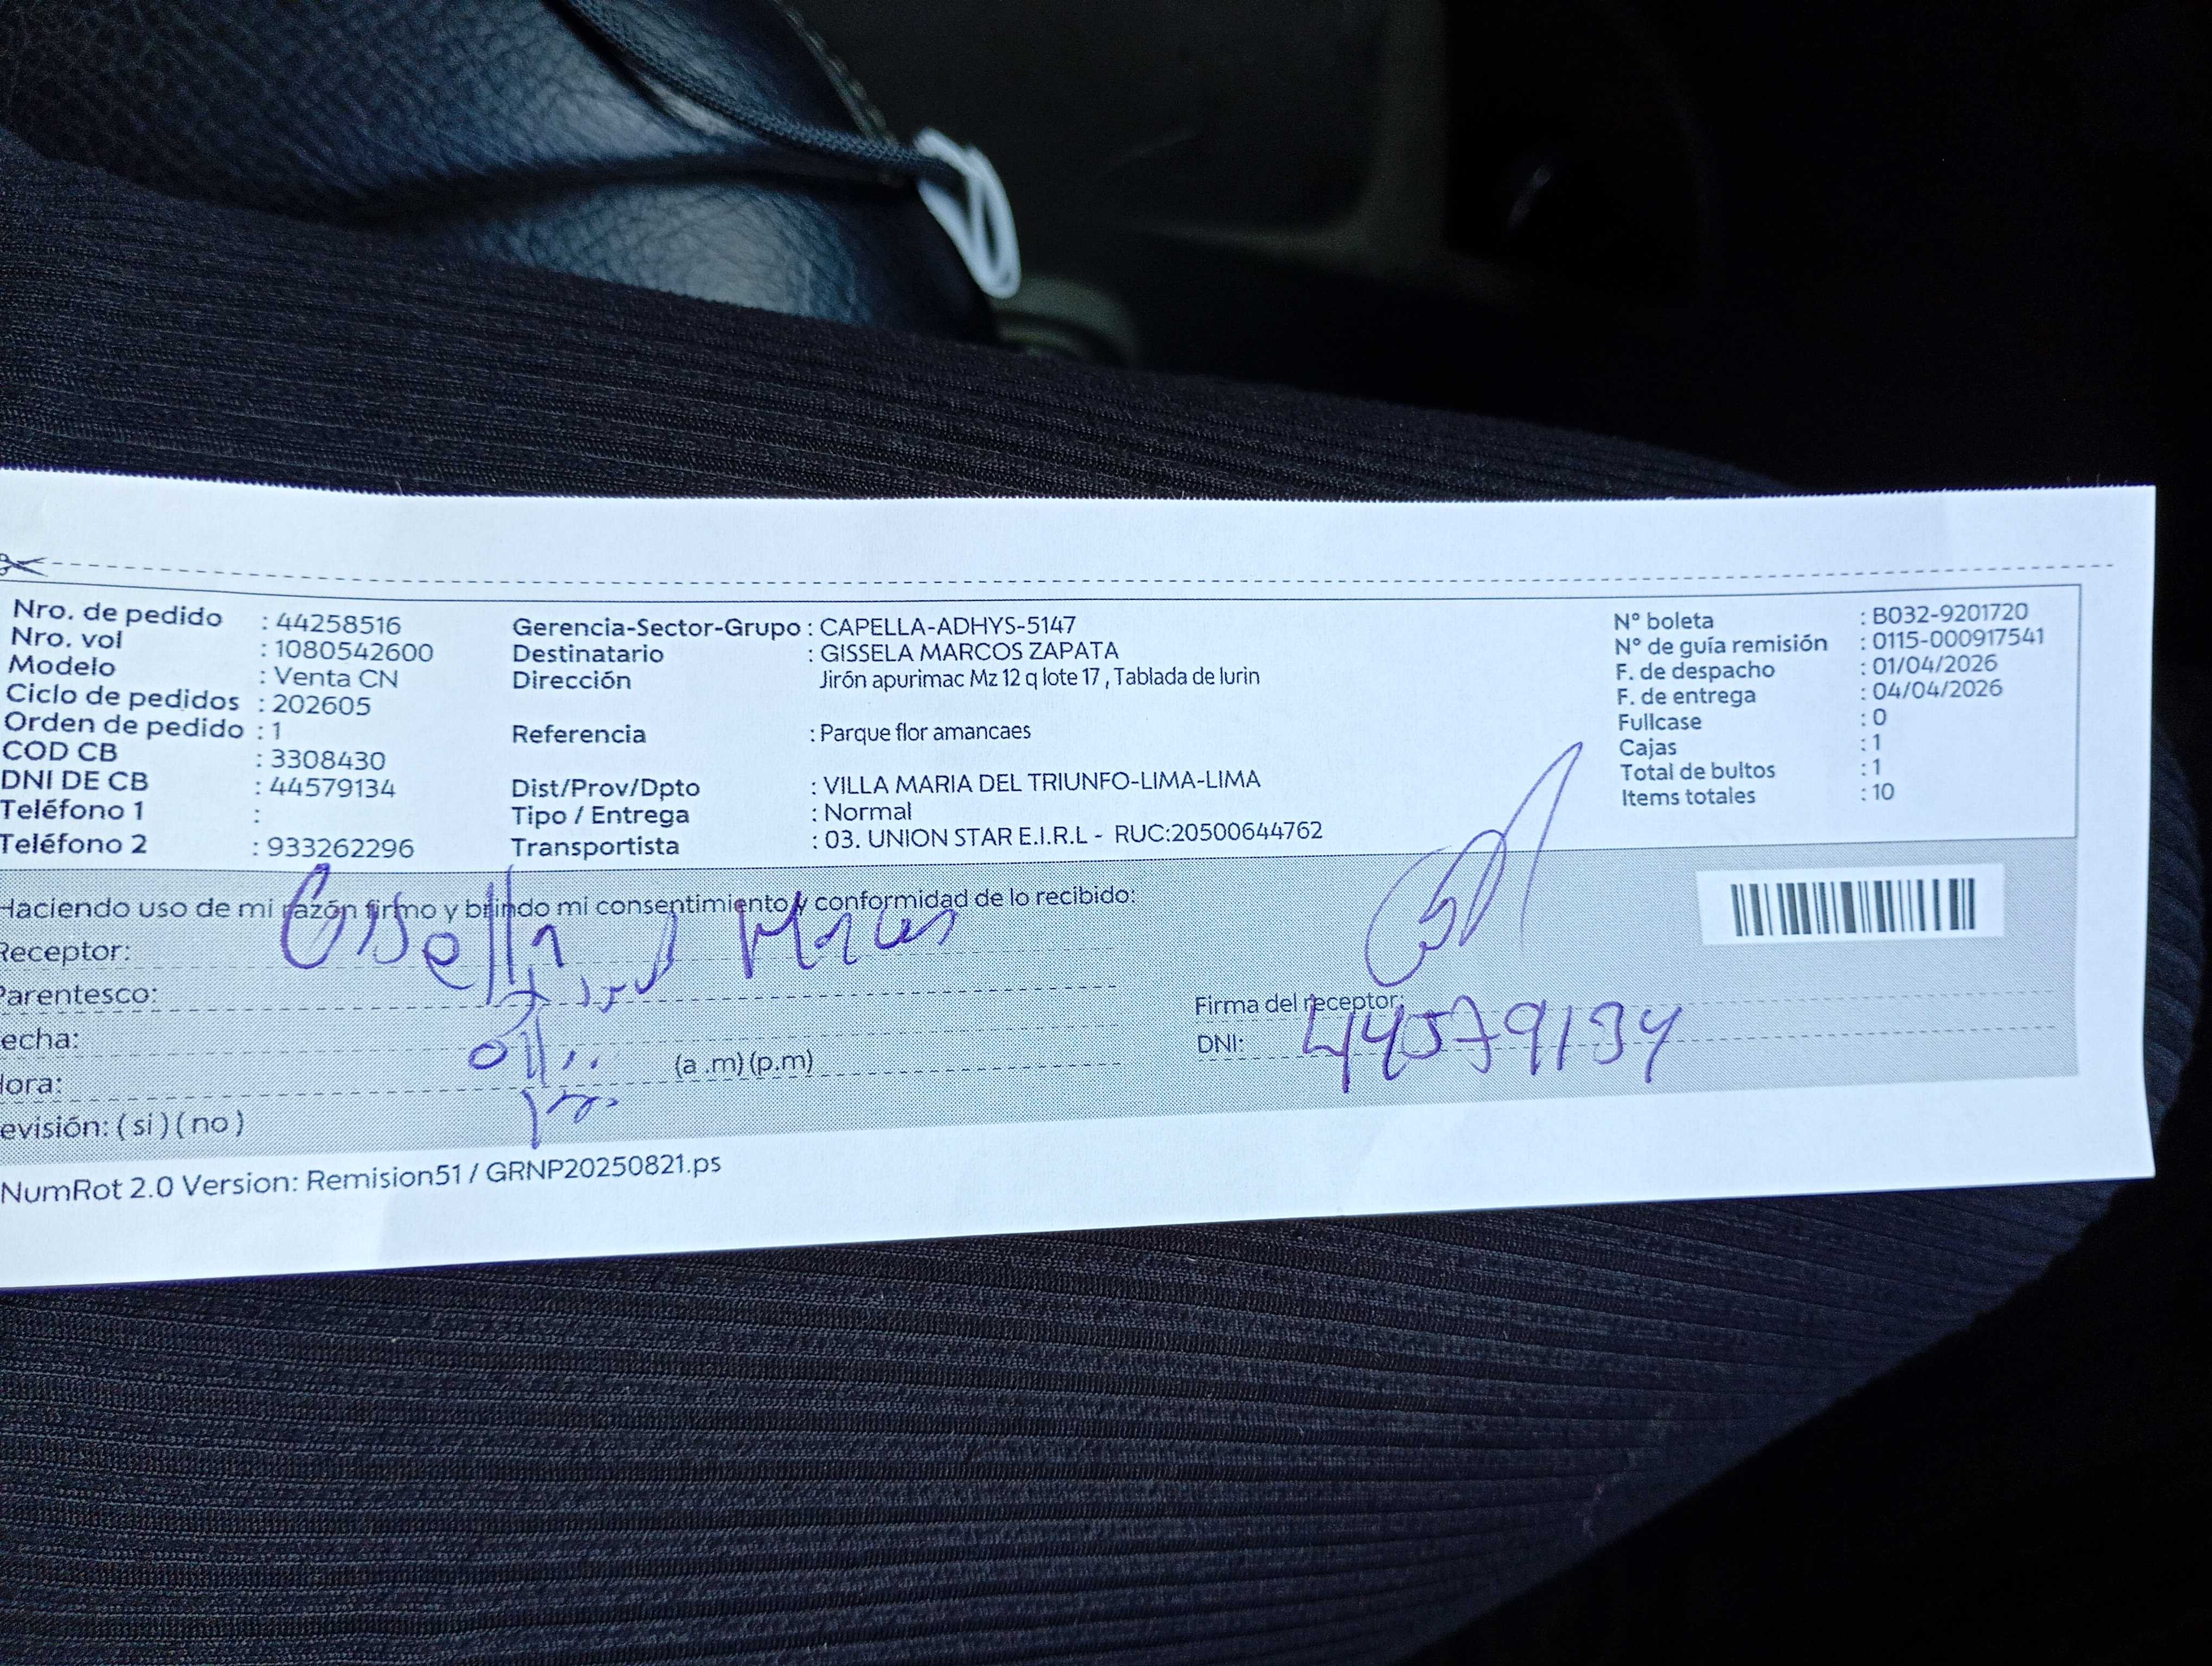 Nro. de pedido : 44258516
Nro. vol : 1080542600
Modelo : Venta CN
Ciclo de pedidos : 202605
Orden de pedido : 1
COD CB : 3308430
DNI DE CB : 44579134
Teléfono 1 :
Teléfono 2 : 933262296
Gerencia-Sector-Grupo : CAPELLA-ADHYS-5147
Destinatario : GISSELA MARCOS ZAPATA
Dirección : Jirón apurimac Mz 12 q lote 17 , Tablada de lurin
Referencia : Parque flor amancaes
Dist/Prov/Dpto : VILLA MARIA DEL TRIUNFO-LIMA-LIMA
Tipo / Entrega : Normal
Transportista : 03. UNION STAR E.I.R.L - RUC:20500644762
N° boleta : B032-9201720
N° de guía remisión : 0115-000917541
F. de despacho : 01/04/2026
F. de entrega : 04/04/2026
Fullcase : 0
Cajas : 1
Total de bultos : 1
Items totales : 10
Haciendo uso de mi razón firmo y brindo mi consentimiento y conformidad de lo recibido:
Receptor: Gissella
Parentesco:
echa:
Hora: (a .m) (p.m)
evisión: ( si ) ( no )
Firma del receptor:
DNI: 44579134
NumRot 2.0 Version: Remision51 / GRNP20250821.ps